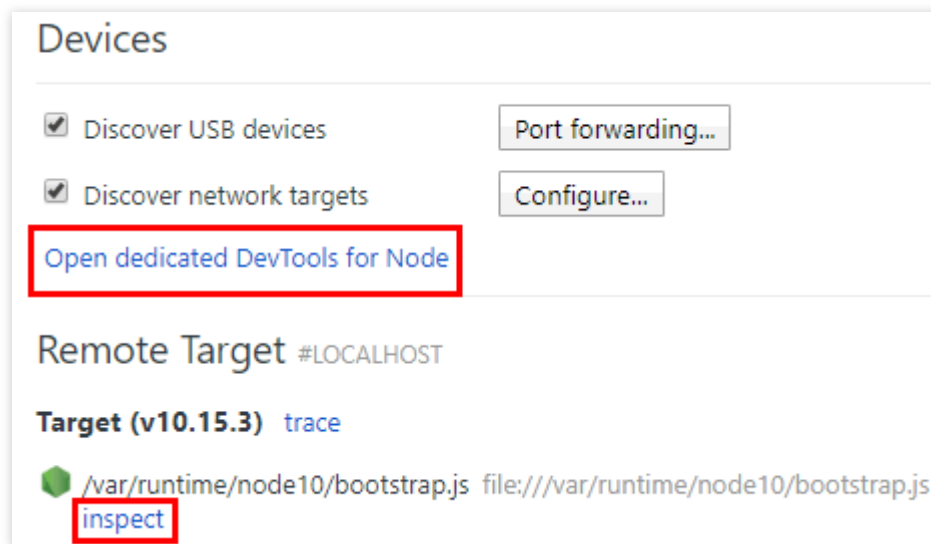 Devices
Discover USB devices Port forwarding...
Discover network targets Configure...
Open dedicated DevTools for Node
Remote Target #LOCALHOST
Target (v10.15.3) trace
/var/runtime/node10/bootstrap.js file:///var/runtime/node10/bootstrap.js
inspect